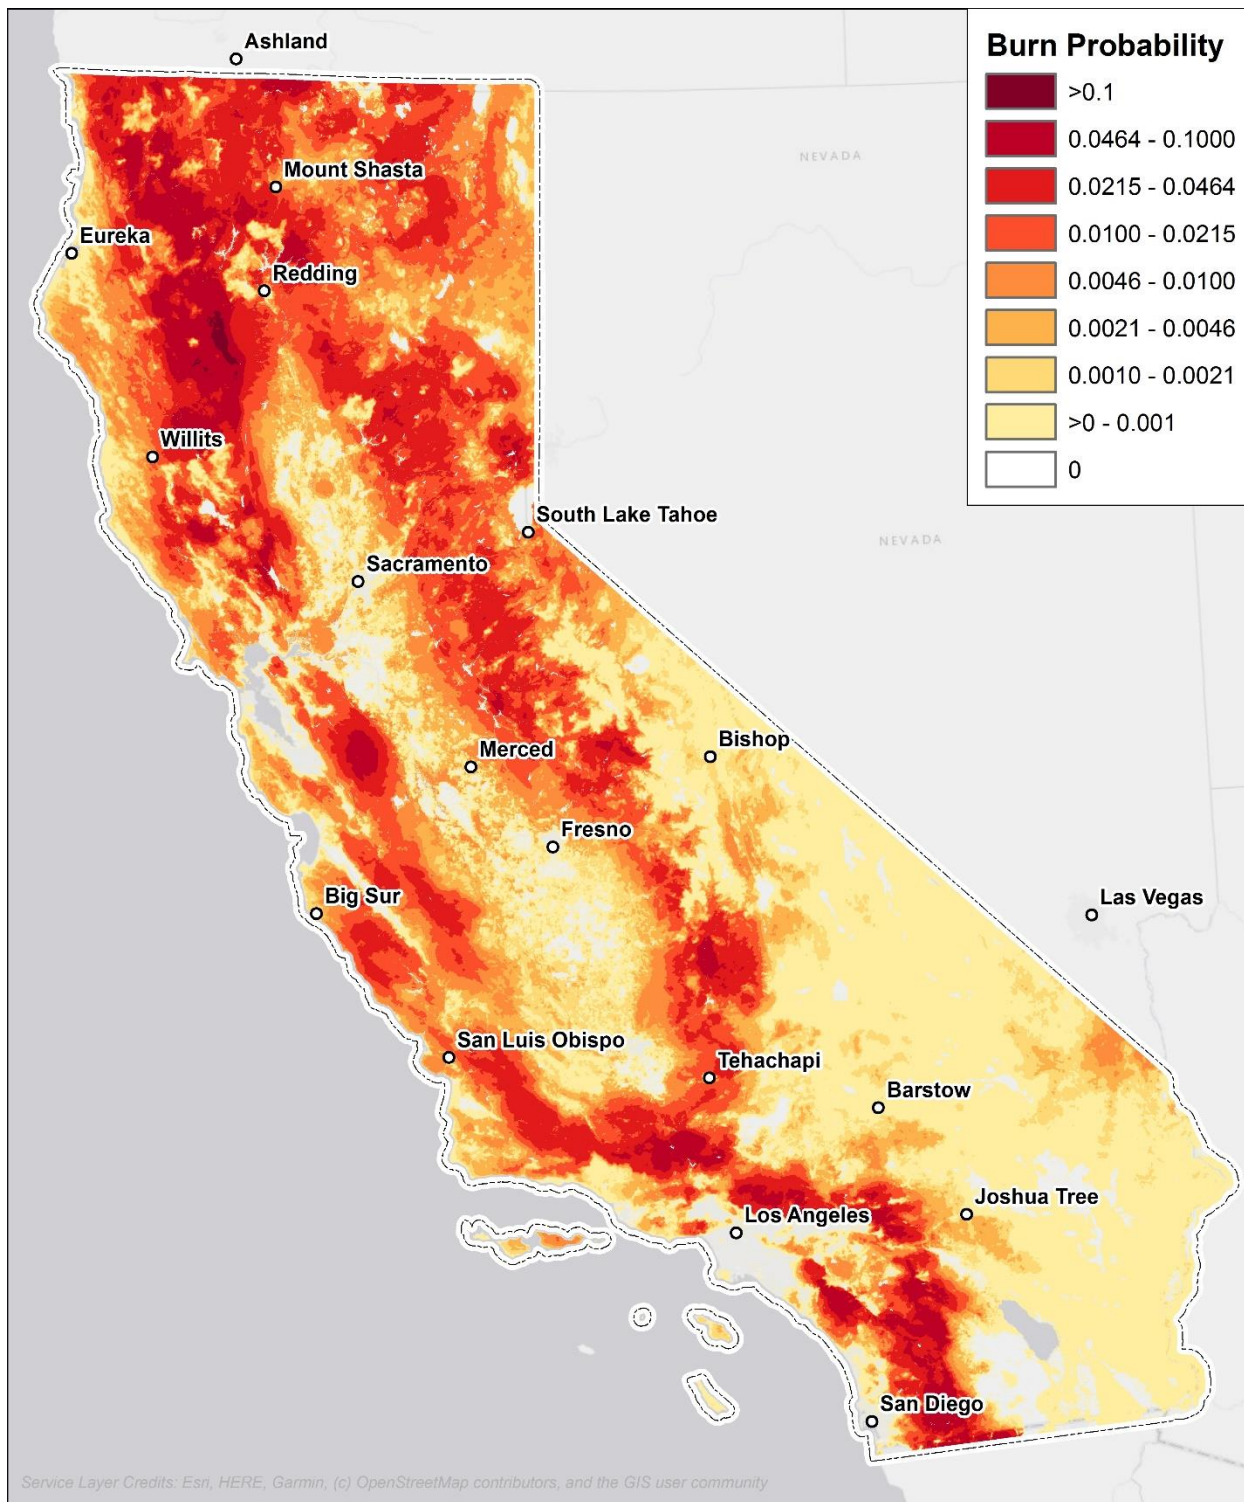 Ashland
Burn Probability
>0.1
0.0464 - 0.1000
0.0215 - 0.0464
0.0100 - 0.0215
0.0046 - 0.0100
0.0021 - 0.0046
0.0010 - 0.0021
>0 - 0.001
0
NEVADA
Mount Shasta
Eureka
Redding
Willits
South Lake Tahoe
NEVADA
Sacramento
Bishop
Merced
Fresno
Big Sur
Las Vegas
San Luis Obispo
Tehachapi
Barstow
Joshua Tree
Los Angeles
San Diego
Service Layer Credits: Esri, HERE, Garmin, (c) OpenStreetMap contributors, and the GIS user community